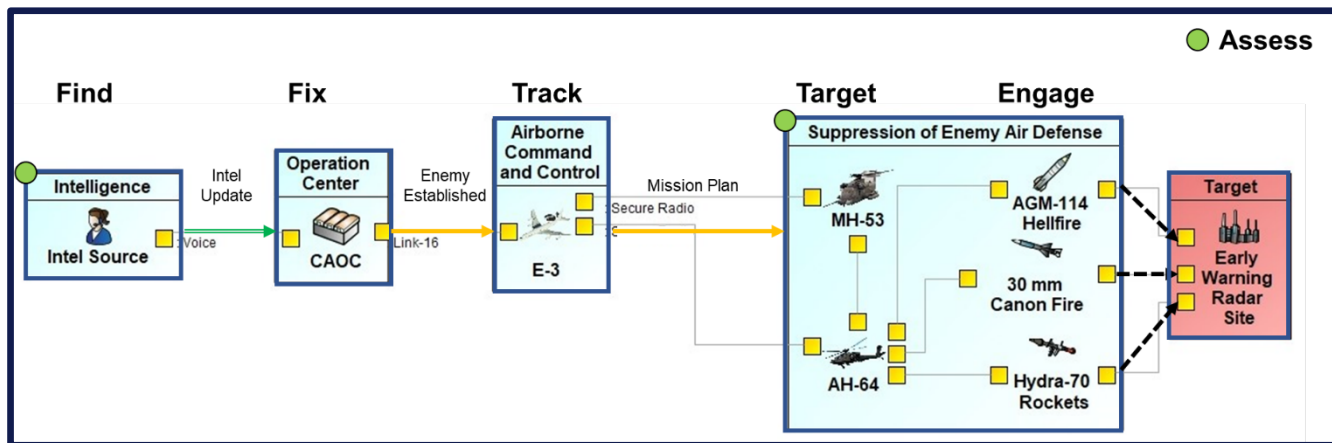 Assess
Find
Fix
Track
Target
Engage
Intelligence
Intel Source
: Voice
Intel
Update
Operation
Center
CAOC
Link-16
Enemy
Established
Airborne
Command
and Control
E-3
: Secure Radio
Mission Plan
Suppression of Enemy Air Defense
MH-53
AH-64
AGM-114
Hellfire
30 mm
Canon Fire
Hydra-70
Rockets
Target
Early
Warning
Radar
Site